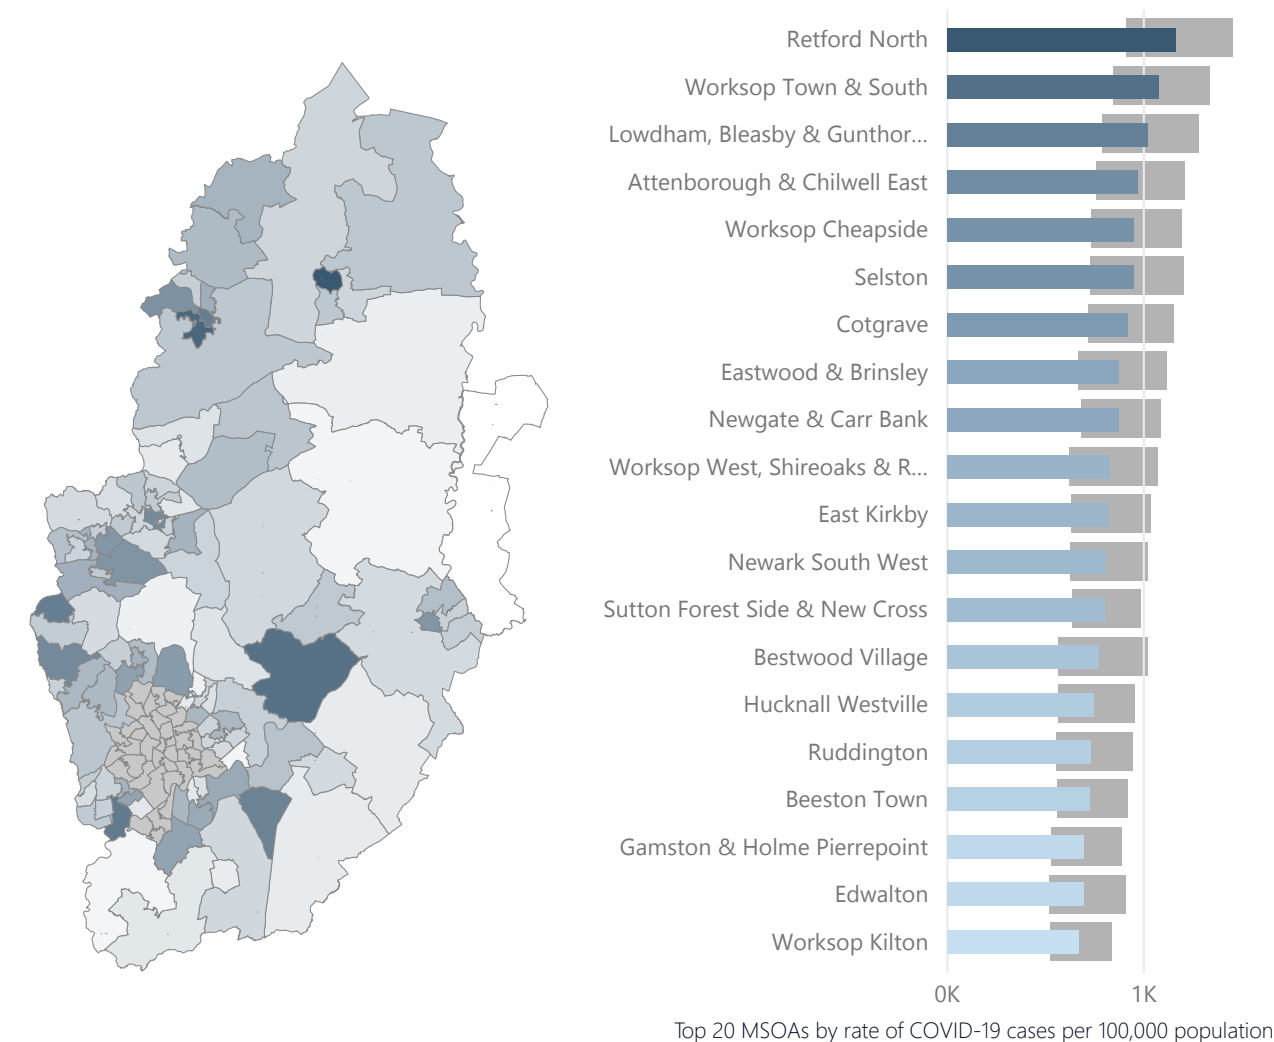 Retford North
Worksop Town & South
Lowdham, Bleasby & Gunthor...
Attenborough & Chilwell East
Worksop Cheapside
Selston
Cotgrave
Eastwood & Brinsley
Newgate & Carr Bank
Worksop West, Shireoaks & R...
East Kirkby
Newark South West
Sutton Forest Side & New Cross
Bestwood Village
Hucknall Westville
Ruddington
Beeston Town
Gamston & Holme Pierrepoint
Edwalton
Worksop Kilton
0K 1K
Top 20 MSOAs by rate of COVID-19 cases per 100,000 population